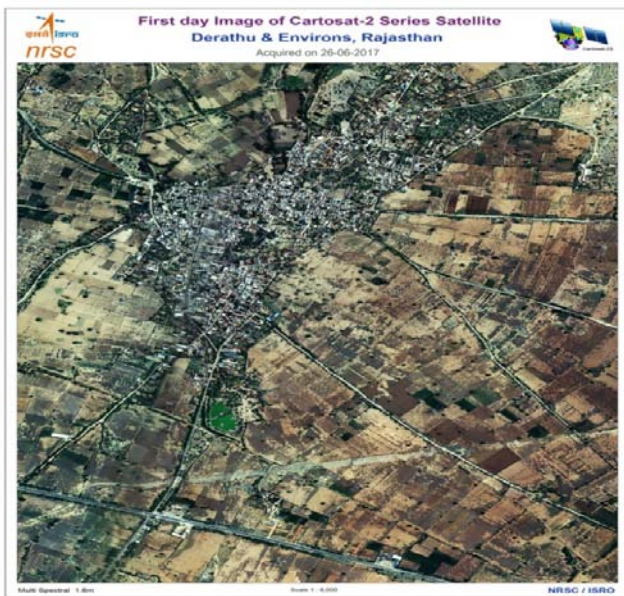 First day Image of Cartosat-2 Series Satellite
Derathu & Environs, Rajasthan
Acquired on 26-06-2017
इसरो isro
nrsc
Multi Spectral 1.6m
Scale 1 : 8,000
NRSC / ISRO